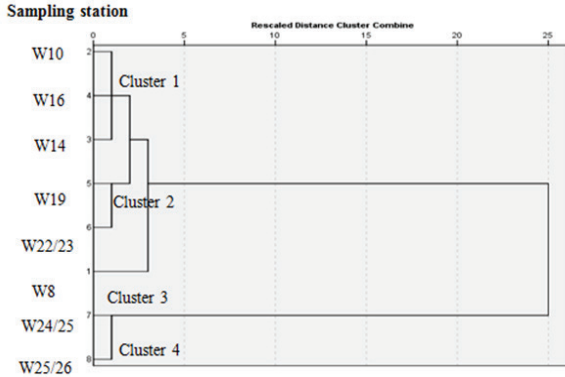 Sampling station
Rescaled Distance Cluster Combine
0 5 10 15 20 25
W10 2
Cluster 1
W16 4
W14 3
W19 5
Cluster 2
W22/23 6
1
W8
Cluster 3
W24/25 7
Cluster 4
W25/26 8